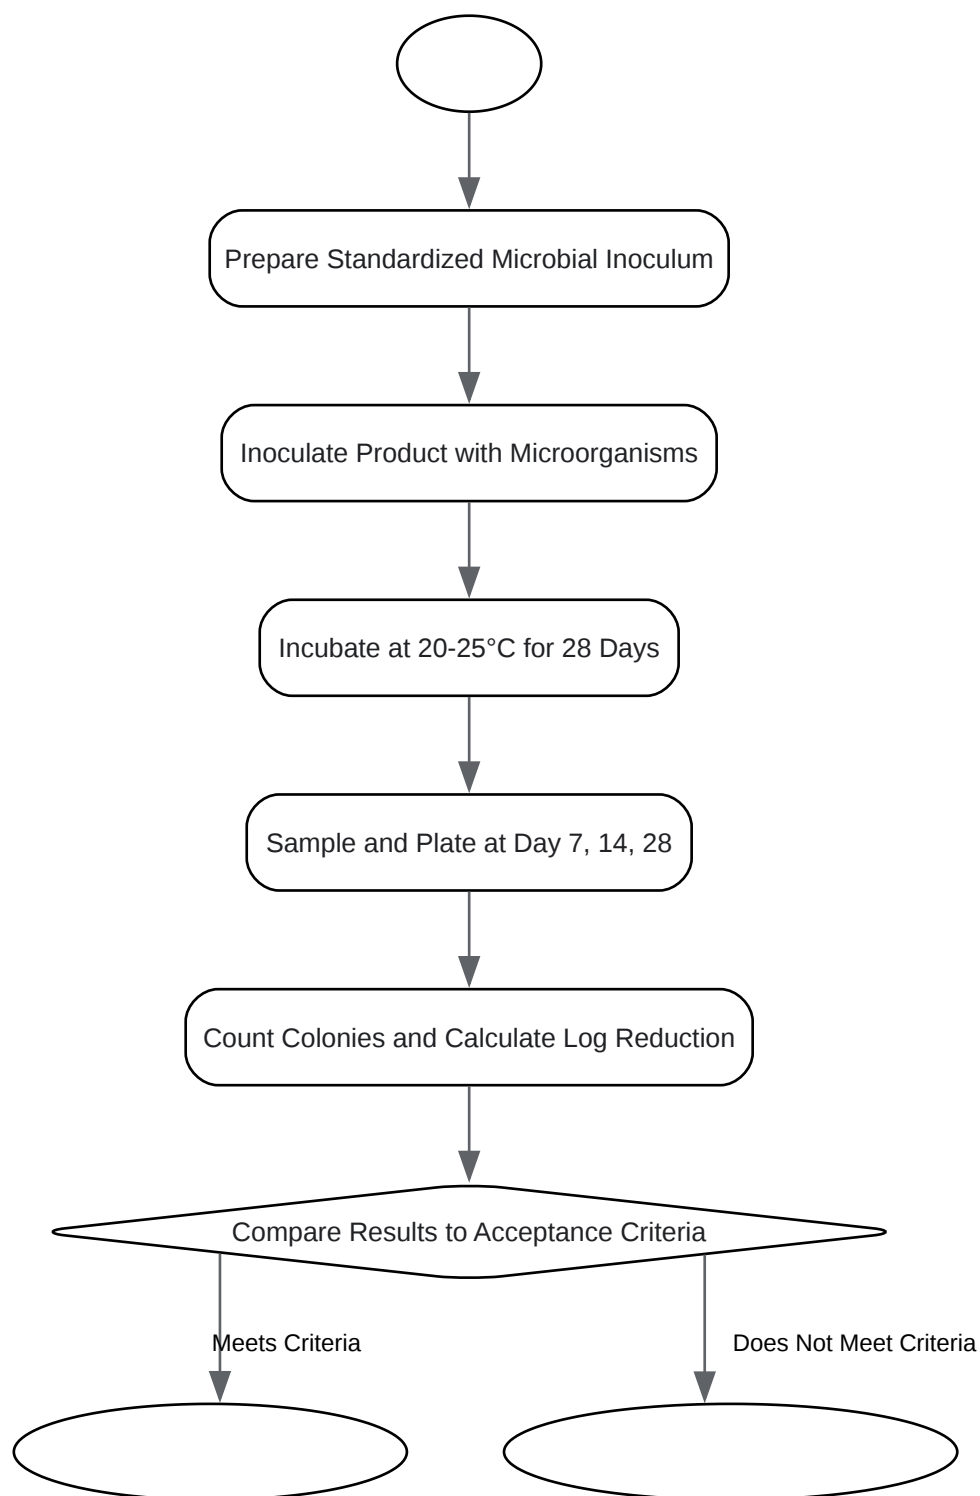 Prepare Standardized Microbial Inoculum
Inoculate Product with Microorganisms
Incubate at 20-25°C for 28 Days
Sample and Plate at Day 7, 14, 28
Count Colonies and Calculate Log Reduction
Compare Results to Acceptance Criteria
Meets Criteria
Does Not Meet Criteria